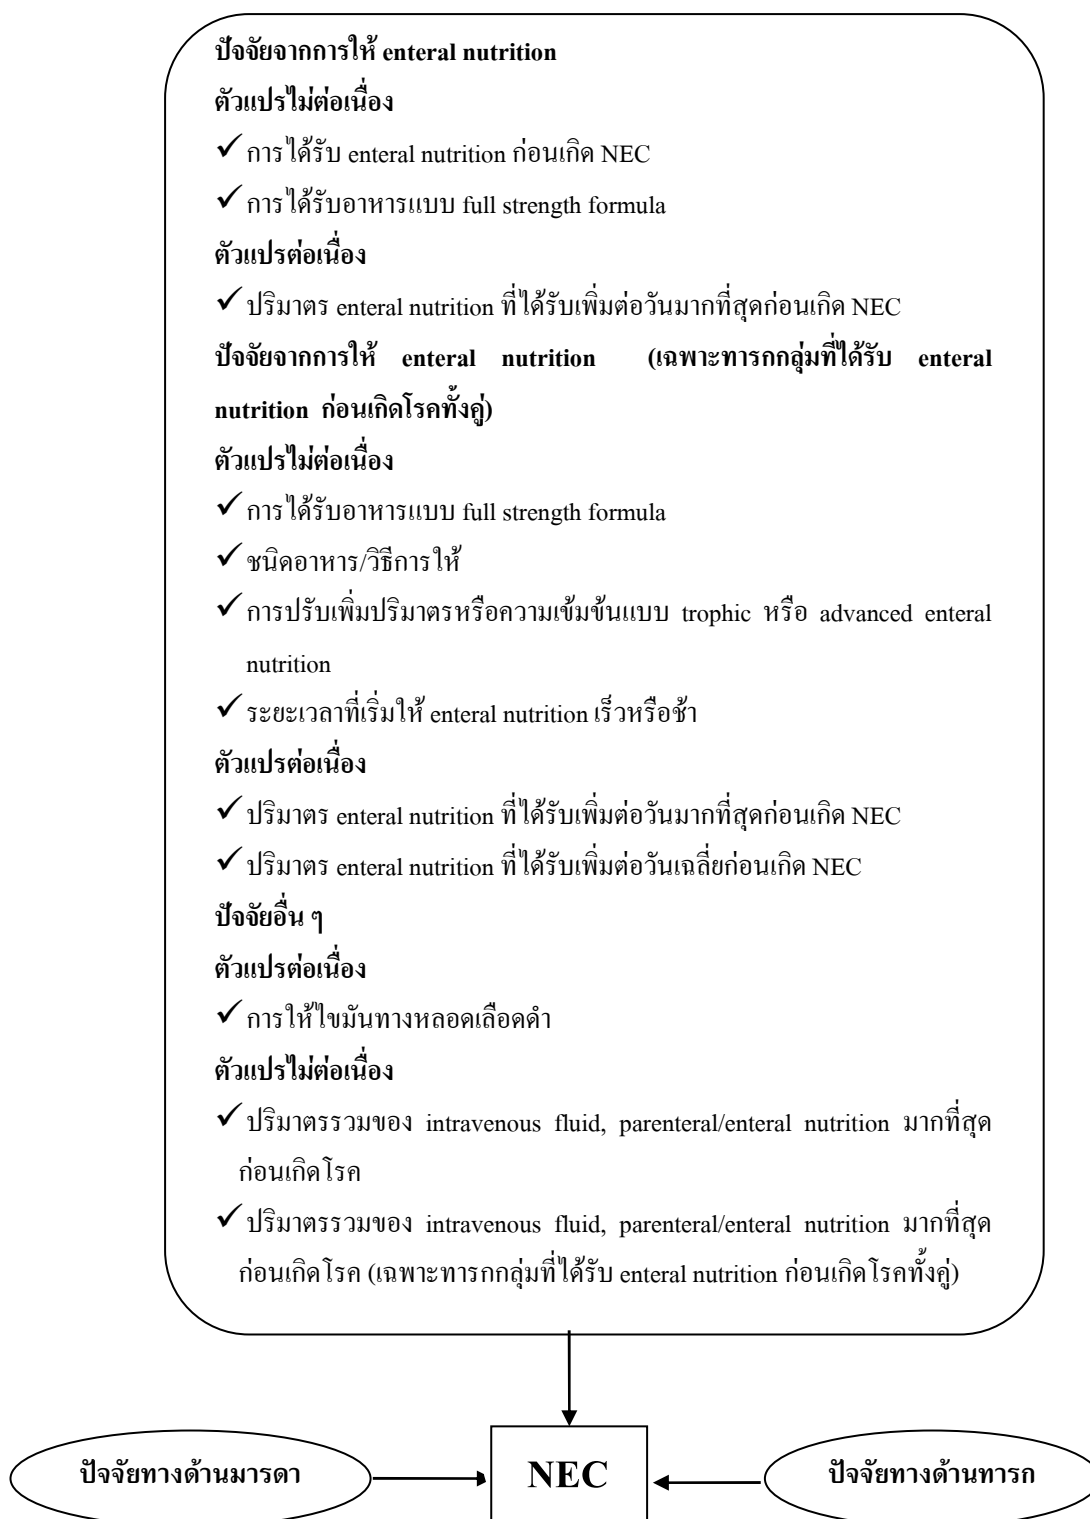 ปัจจัยจากการให้ enteral nutrition
ตัวแปรไม่ต่อเนื่อง
✓ การได้รับ enteral nutrition ก่อนเกิด NEC
✓ การได้รับอาหารแบบ full strength formula
ตัวแปรต่อเนื่อง
✓ ปริมาตร enteral nutrition ที่ได้รับเพิ่มต่อวันมากที่สุดก่อนเกิด NEC
ปัจจัยจากการให้ enteral nutrition (เฉพาะทารกกลุ่มที่ได้รับ enteral
nutrition ก่อนเกิดโรคทั้งคู่)
ตัวแปรไม่ต่อเนื่อง
✓ การได้รับอาหารแบบ full strength formula
✓ ชนิดอาหาร/วิธีการให้
✓ การปรับเพิ่มปริมาตรหรือความเข้มข้นแบบ trophic หรือ advanced enteral
nutrition
✓ ระยะเวลาที่เริ่มให้ enteral nutrition เร็วหรือช้า
ตัวแปรต่อเนื่อง
✓ ปริมาตร enteral nutrition ที่ได้รับเพิ่มต่อวันมากที่สุดก่อนเกิด NEC
✓ ปริมาตร enteral nutrition ที่ได้รับเพิ่มต่อวันเฉลี่ยก่อนเกิด NEC
ปัจจัยอื่น ๆ
ตัวแปรต่อเนื่อง
✓ การให้ไขมันทางหลอดเลือดดำ
ตัวแปรไม่ต่อเนื่อง
✓ ปริมาตรรวมของ intravenous fluid, parenteral/enteral nutrition มากที่สุด
ก่อนเกิดโรค
✓ ปริมาตรรวมของ intravenous fluid, parenteral/enteral nutrition มากที่สุด
ก่อนเกิดโรค (เฉพาะทารกกลุ่มที่ได้รับ enteral nutrition ก่อนเกิดโรคทั้งคู่)
ปัจจัยทางด้านมารดา
NEC
ปัจจัยทางด้านทารก